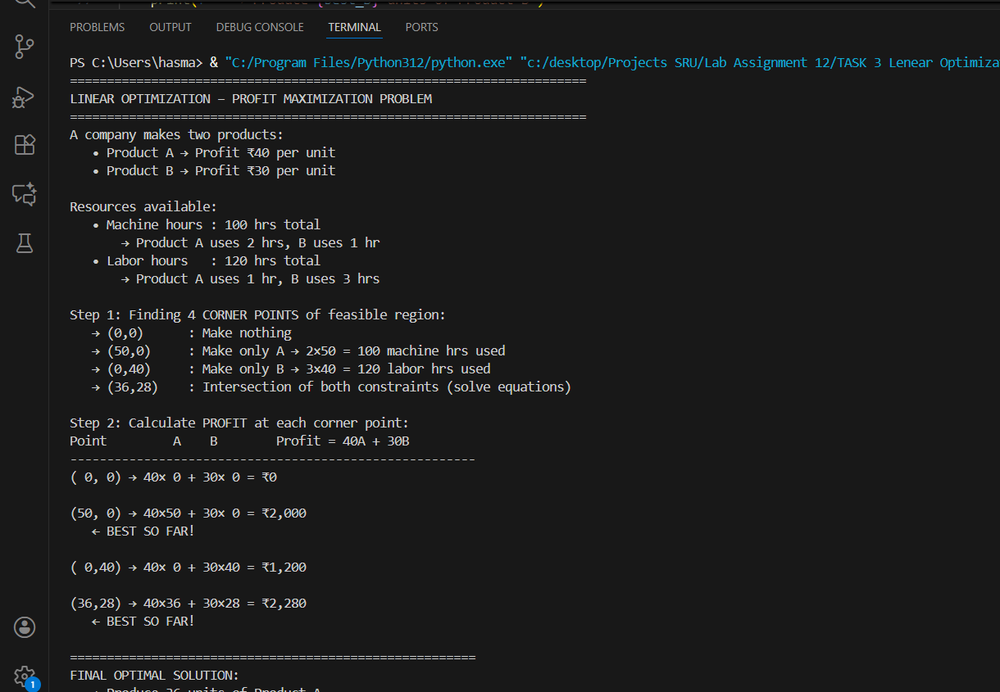 PROBLEMS OUTPUT DEBUG CONSOLE TERMINAL PORTS
PS C:\Users\hasma> & "C:/Program Files/Python312/python.exe" "c:/desktop/Projects SRU/Lab Assignment 12/TASK 3 Lenear Optimiza
======================================================================
LINEAR OPTIMIZATION – PROFIT MAXIMIZATION PROBLEM
======================================================================
A company makes two products:
• Product A → Profit ₹40 per unit
• Product B → Profit ₹30 per unit
Resources available:
• Machine hours : 100 hrs total
→ Product A uses 2 hrs, B uses 1 hr
• Labor hours   : 120 hrs total
→ Product A uses 1 hr, B uses 3 hrs
Step 1: Finding 4 CORNER POINTS of feasible region:
→ (0,0)      : Make nothing
→ (50,0)     : Make only A → 2×50 = 100 machine hrs used
→ (0,40)     : Make only B → 3×40 = 120 labor hrs used
→ (36,28)    : Intersection of both constraints (solve equations)
Step 2: Calculate PROFIT at each corner point:
Point         A    B        Profit = 40A + 30B
-------------------------------------------------------
( 0, 0) → 40× 0 + 30× 0 = ₹0
(50, 0) → 40×50 + 30× 0 = ₹2,000
← BEST SO FAR!
( 0,40) → 40× 0 + 30×40 = ₹1,200
(36,28) → 40×36 + 30×28 = ₹2,280
← BEST SO FAR!
=======================================================
FINAL OPTIMAL SOLUTION:
→ Produce 36 units of Product A
1